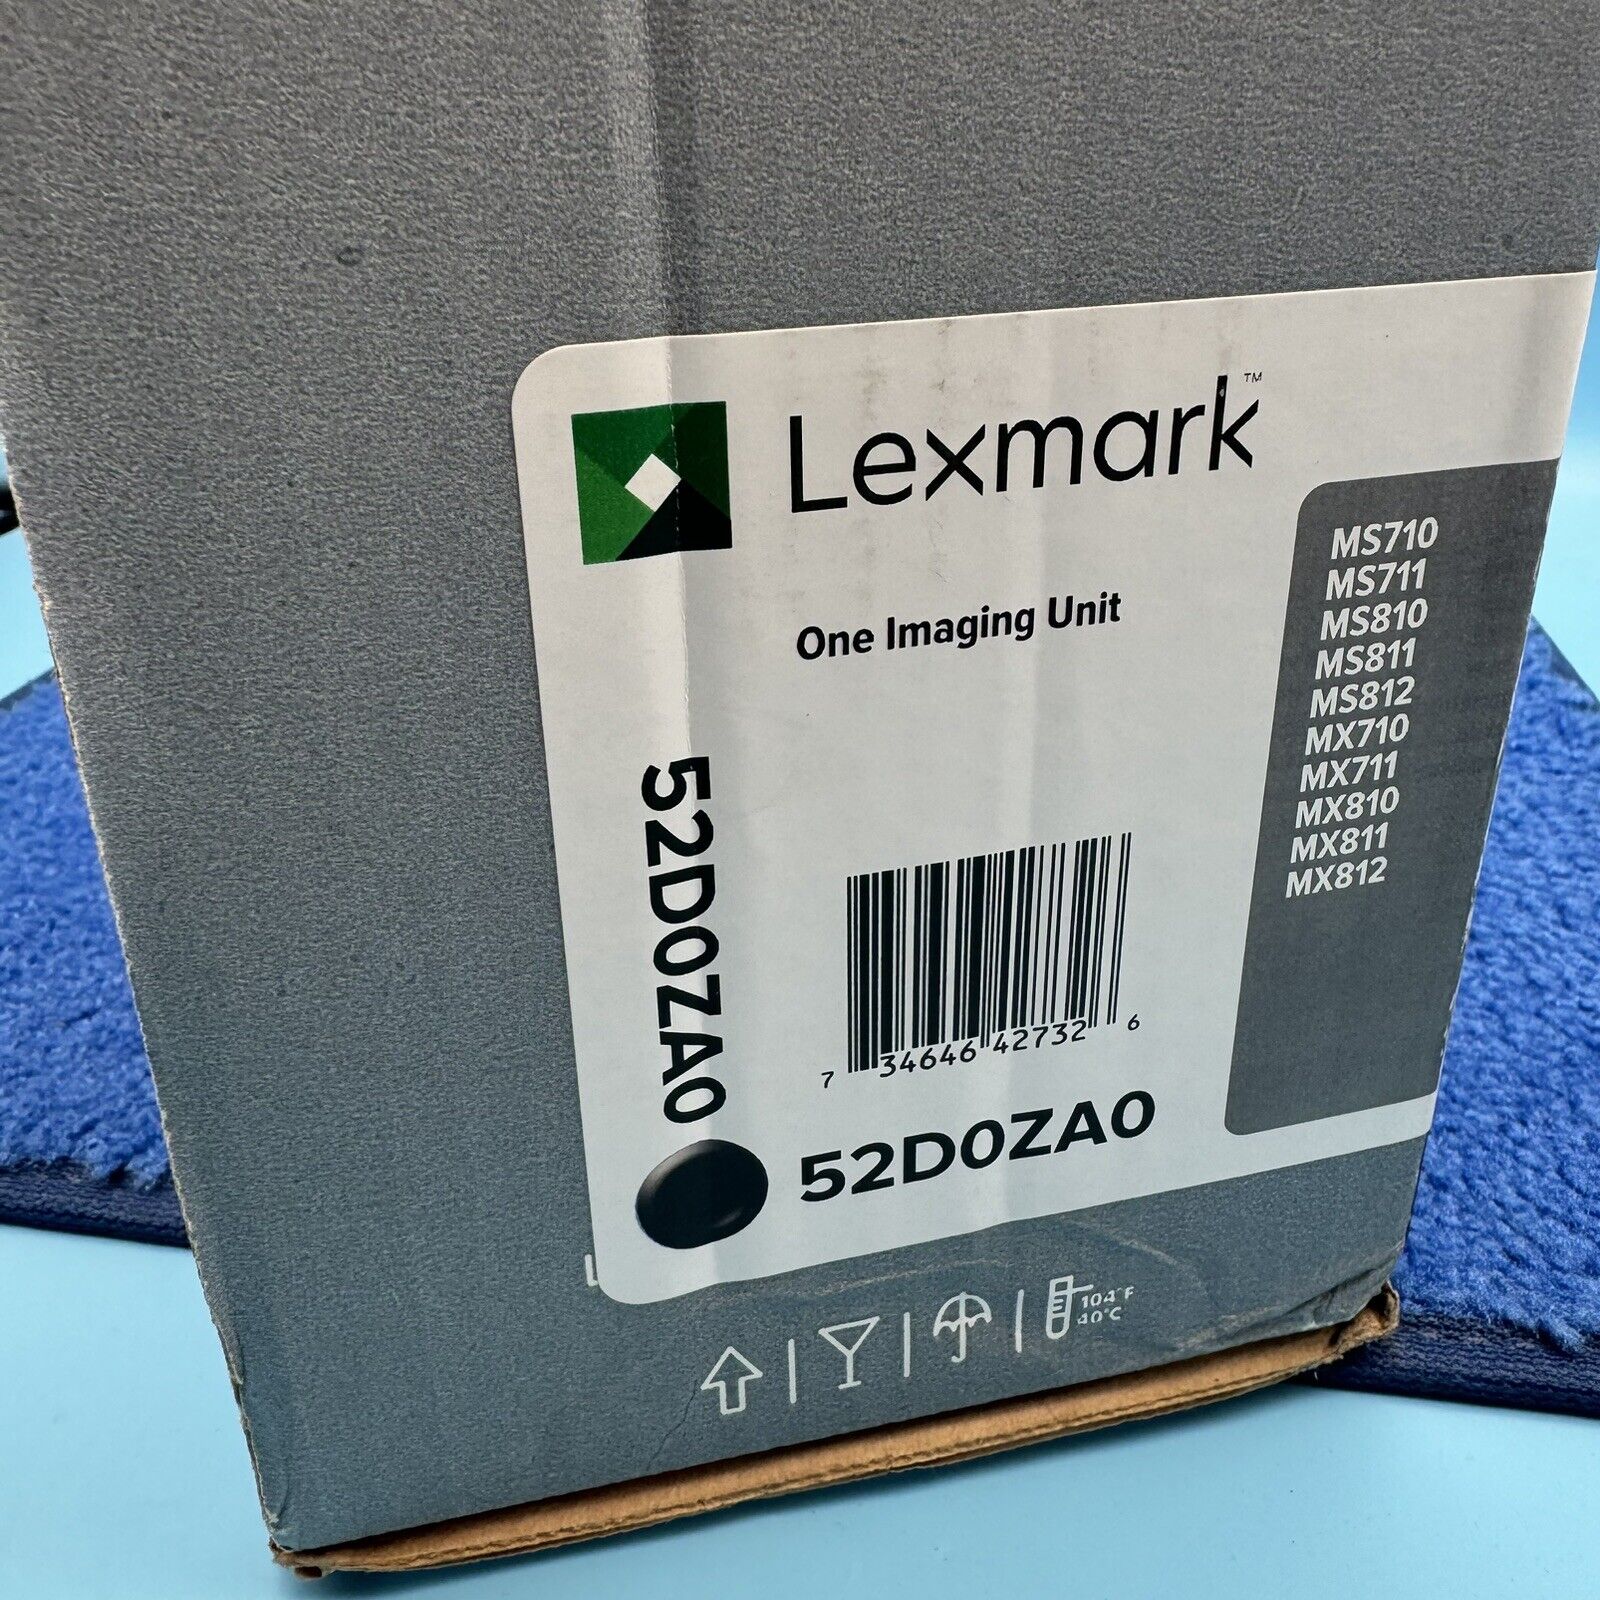 Lexmark™
One Imaging Unit
MS710
MS711
MS810
MS811
MS812
MX710
MX711
MX810
MX811
MX812
52D0ZA0
7 34646 42732 6
52D0ZA0
L
104°F
40°C